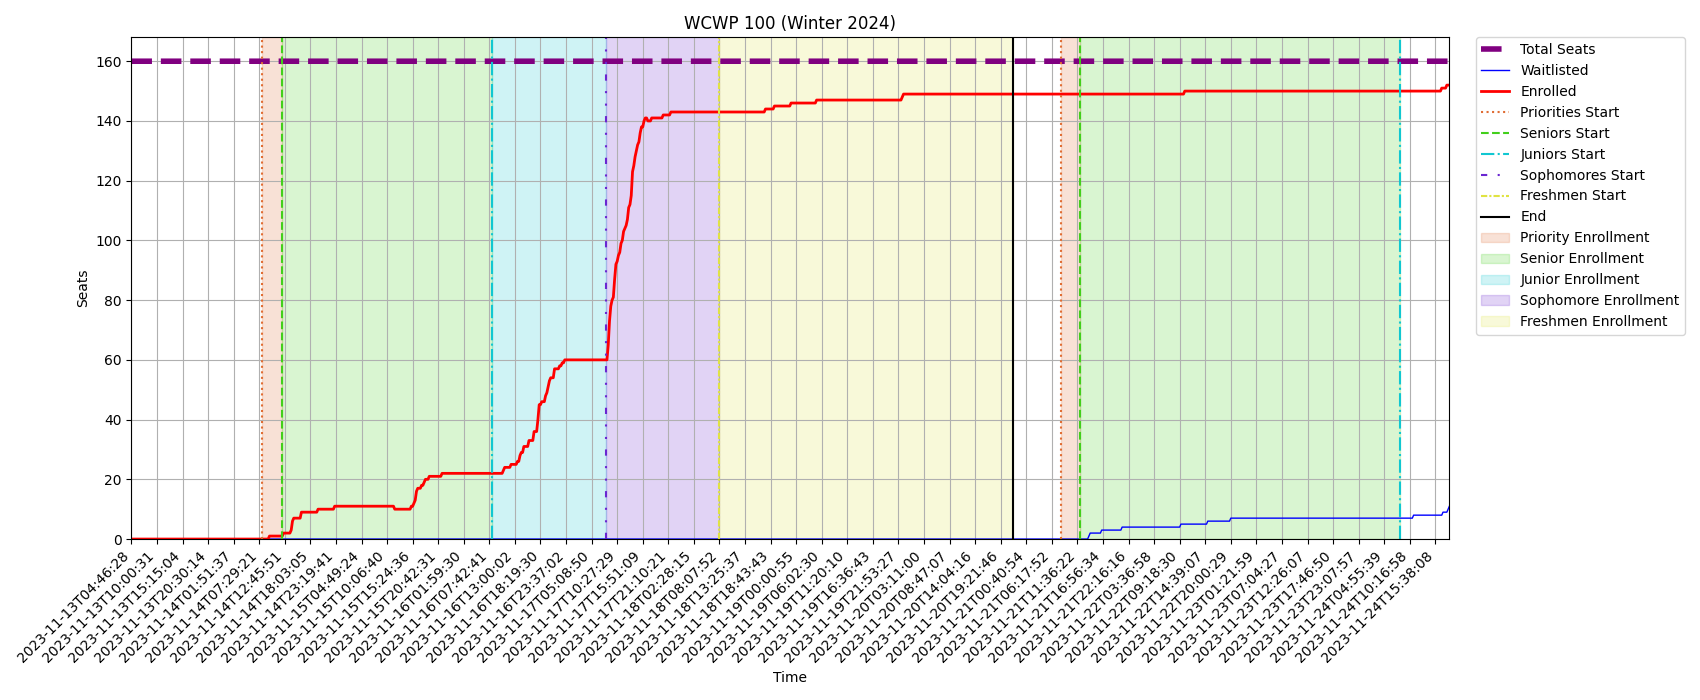 WCWP 100 (Winter 2024)
Seats
160
140
120
100
80
60
40
20
0
2023-11-13T04:46:28
2023-11-13T10:00:31
2023-11-13T15:15:04
2023-11-13T20:30:14
2023-11-14T01:51:37
2023-11-14T07:29:21
2023-11-14T12:45:51
2023-11-14T18:03:05
2023-11-14T23:19:41
2023-11-15T04:49:24
2023-11-15T10:06:40
2023-11-15T15:24:36
2023-11-15T20:42:31
2023-11-16T01:59:30
2023-11-16T07:42:41
2023-11-16T13:00:02
2023-11-16T18:19:30
2023-11-16T23:37:02
2023-11-17T05:08:50
2023-11-17T10:27:29
2023-11-17T15:51:09
2023-11-17T21:10:22
2023-11-18T02:28:15
2023-11-18T08:07:52
2023-11-18T13:25:37
2023-11-18T18:43:43
2023-11-19T00:00:55
2023-11-19T06:02:30
2023-11-19T11:20:10
2023-11-19T16:36:43
2023-11-19T21:53:27
2023-11-20T03:11:00
2023-11-20T08:47:07
2023-11-20T14:04:16
2023-11-20T19:21:46
2023-11-21T00:40:54
2023-11-21T06:17:52
2023-11-21T11:36:22
2023-11-21T16:56:34
2023-11-21T22:16:16
2023-11-22T03:36:58
2023-11-22T09:18:30
2023-11-22T14:39:07
2023-11-22T20:00:29
2023-11-23T01:21:59
2023-11-23T07:04:27
2023-11-23T12:26:07
2023-11-23T17:46:50
2023-11-23T23:07:57
2023-11-24T04:55:39
2023-11-24T10:16:58
2023-11-24T15:38:08
Time
Total Seats
Waitlisted
Enrolled
Priorities Start
Seniors Start
Juniors Start
Sophomores Start
Freshmen Start
End
Priority Enrollment
Senior Enrollment
Junior Enrollment
Sophomore Enrollment
Freshmen Enrollment